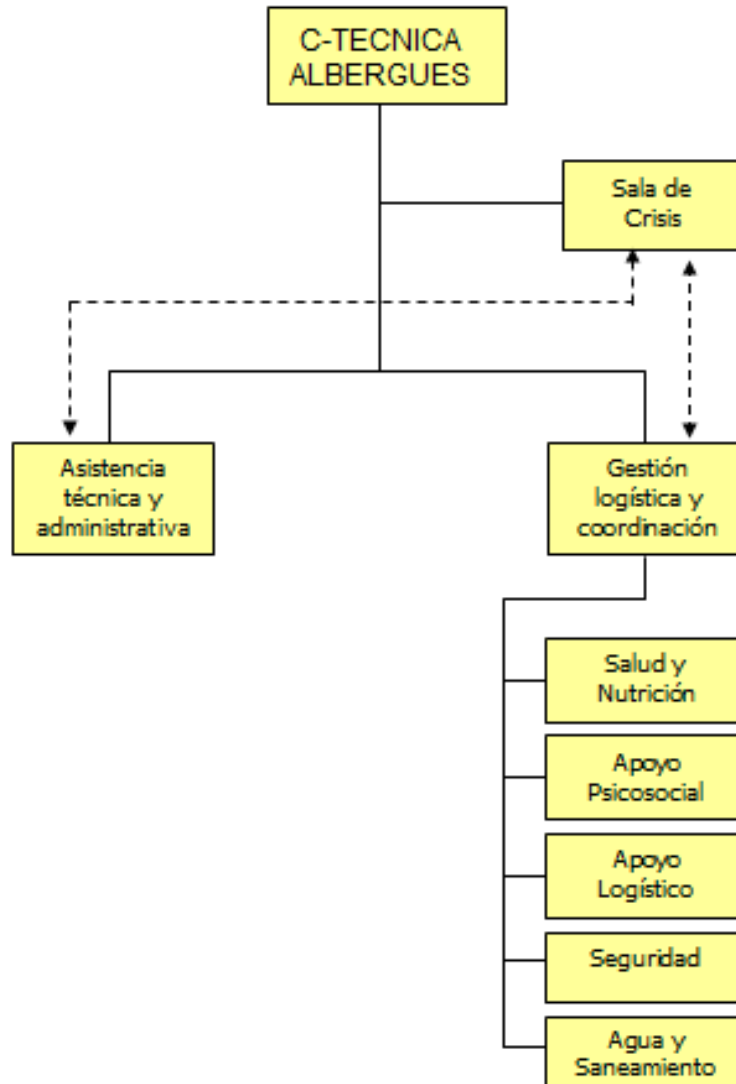 C-TECNICA
ALBERGUES
Sala de
Crisis
Asistencia
técnica y
administrativa
Gestión
logística y
coordinación
Salud y
Nutrición
Apoyo
Psicosocial
Apoyo
Logístico
Seguridad
Agua y
Saneamiento